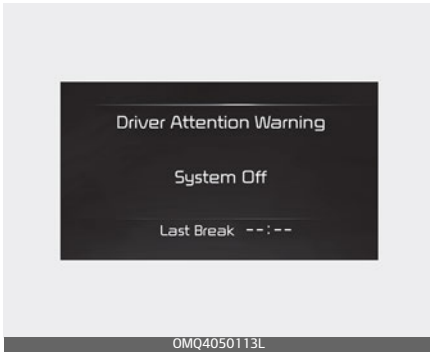 Driver Attention Warning
System Off
Last Break --:--
OMQ4050113L